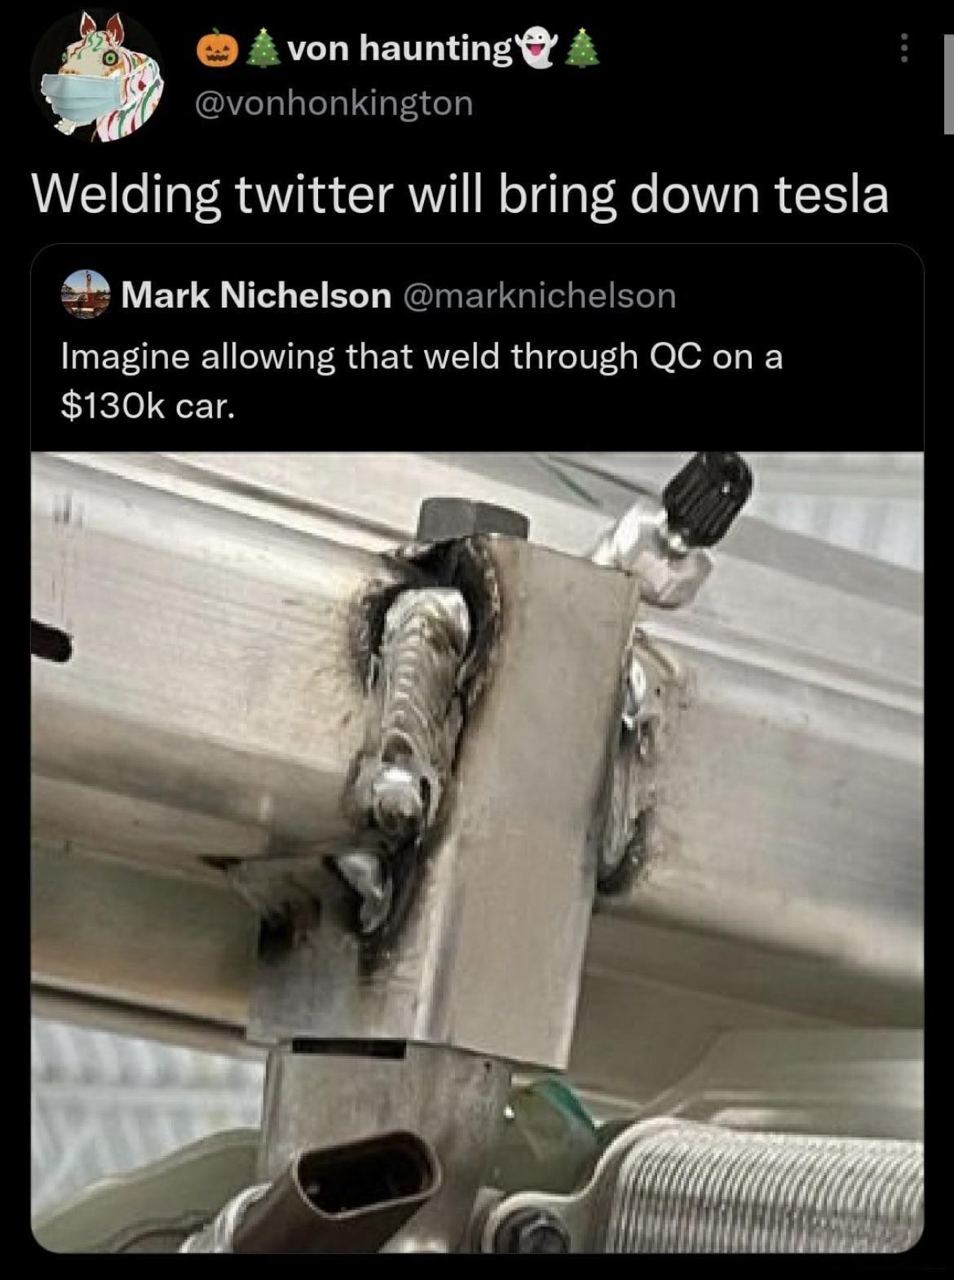 🎃🎄von haunting👻🎄
@vonhonkington
Welding twitter will bring down tesla
Mark Nichelson @marknichelson
Imagine allowing that weld through QC on a
$130k car.